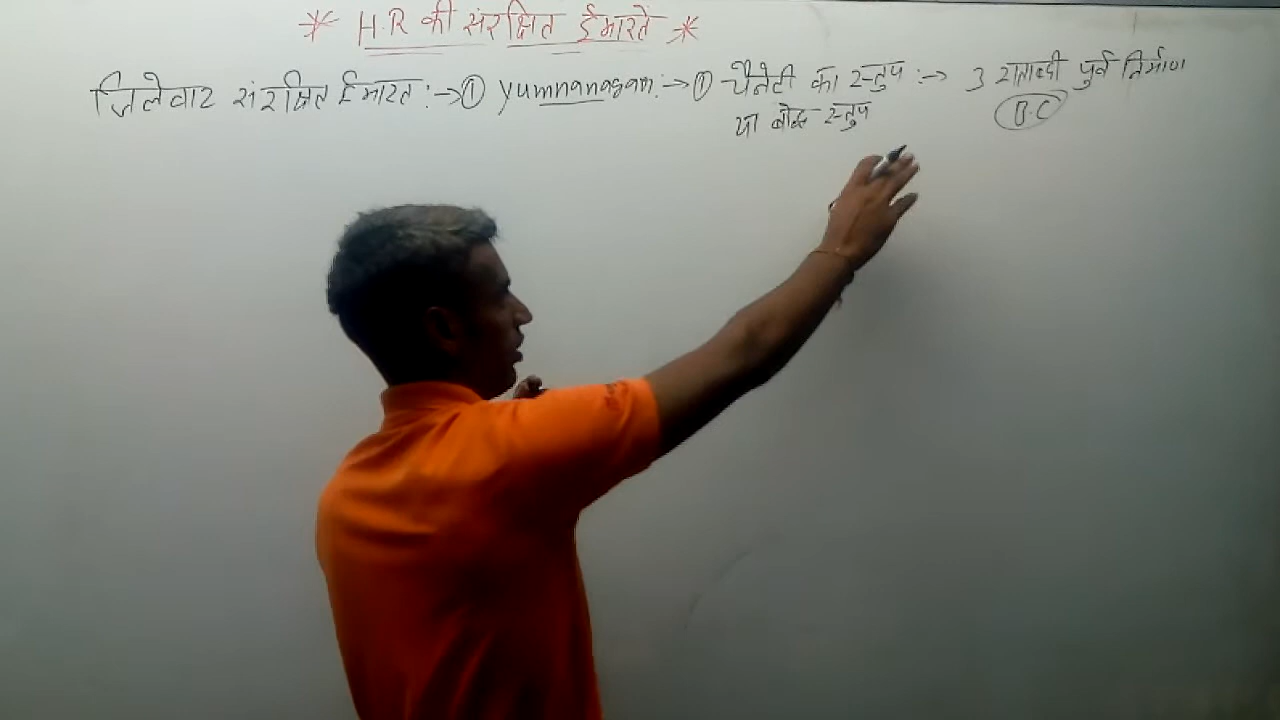 * H.R की संरक्षित ईमारतें *
जिलेवार संरक्षित ईमारत :→ ① yumnanagar :→ ① चैनेटी का स्तुप :→ 3 शताब्दी पुर्व निर्माण
या बोद्ध स्तुप B.C